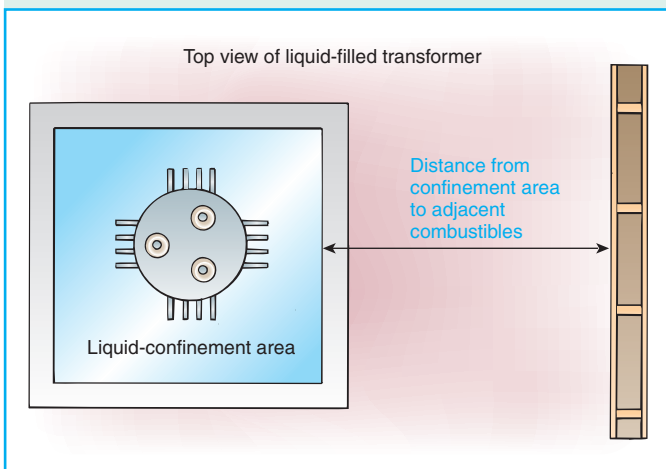 Top view of liquid-filled transformer
Distance from
confinement area
to adjacent
combustibles
Liquid-confinement area